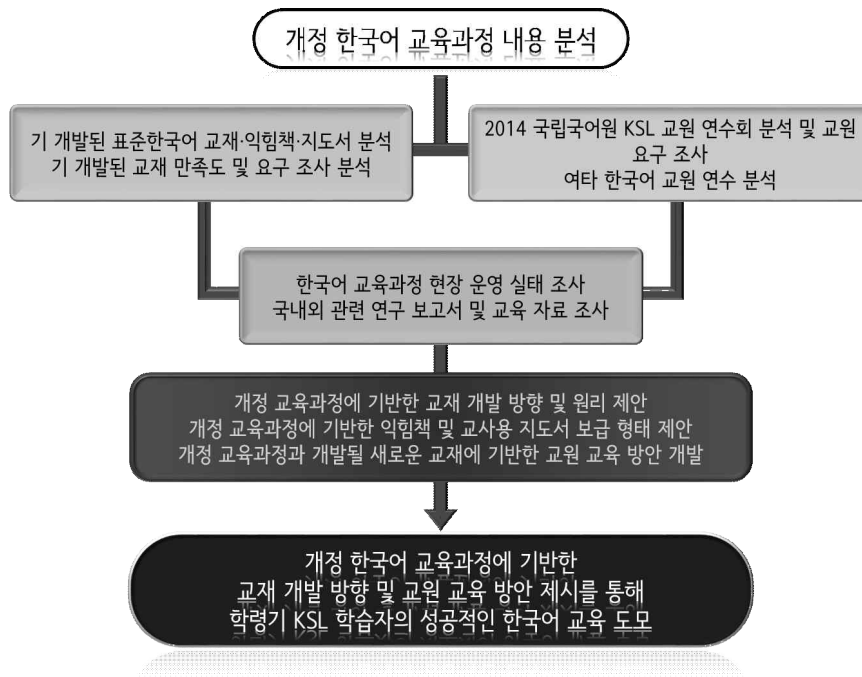 개정 한국어 교육과정 내용 분석
기 개발된 표준한국어 교재·익힘책·지도서 분석
기 개발된 교재 만족도 및 요구 조사 분석
2014 국립국어원 KSL 교원 연수회 분석 및 교원
요구 조사
여타 한국어 교원 연수 분석
한국어 교육과정 현장 운영 실태 조사
국내외 관련 연구 보고서 및 교육 자료 조사
개정 교육과정에 기반한 교재 개발 방향 및 원리 제안
개정 교육과정에 기반한 익힘책 및 교사용 지도서 보급 형태 제안
개정 교육과정과 개발될 새로운 교재에 기반한 교원 교육 방안 개발
개정 한국어 교육과정에 기반한
교재 개발 방향 및 교원 교육 방안 제시를 통해
학령기 KSL 학습자의 성공적인 한국어 교육 도모